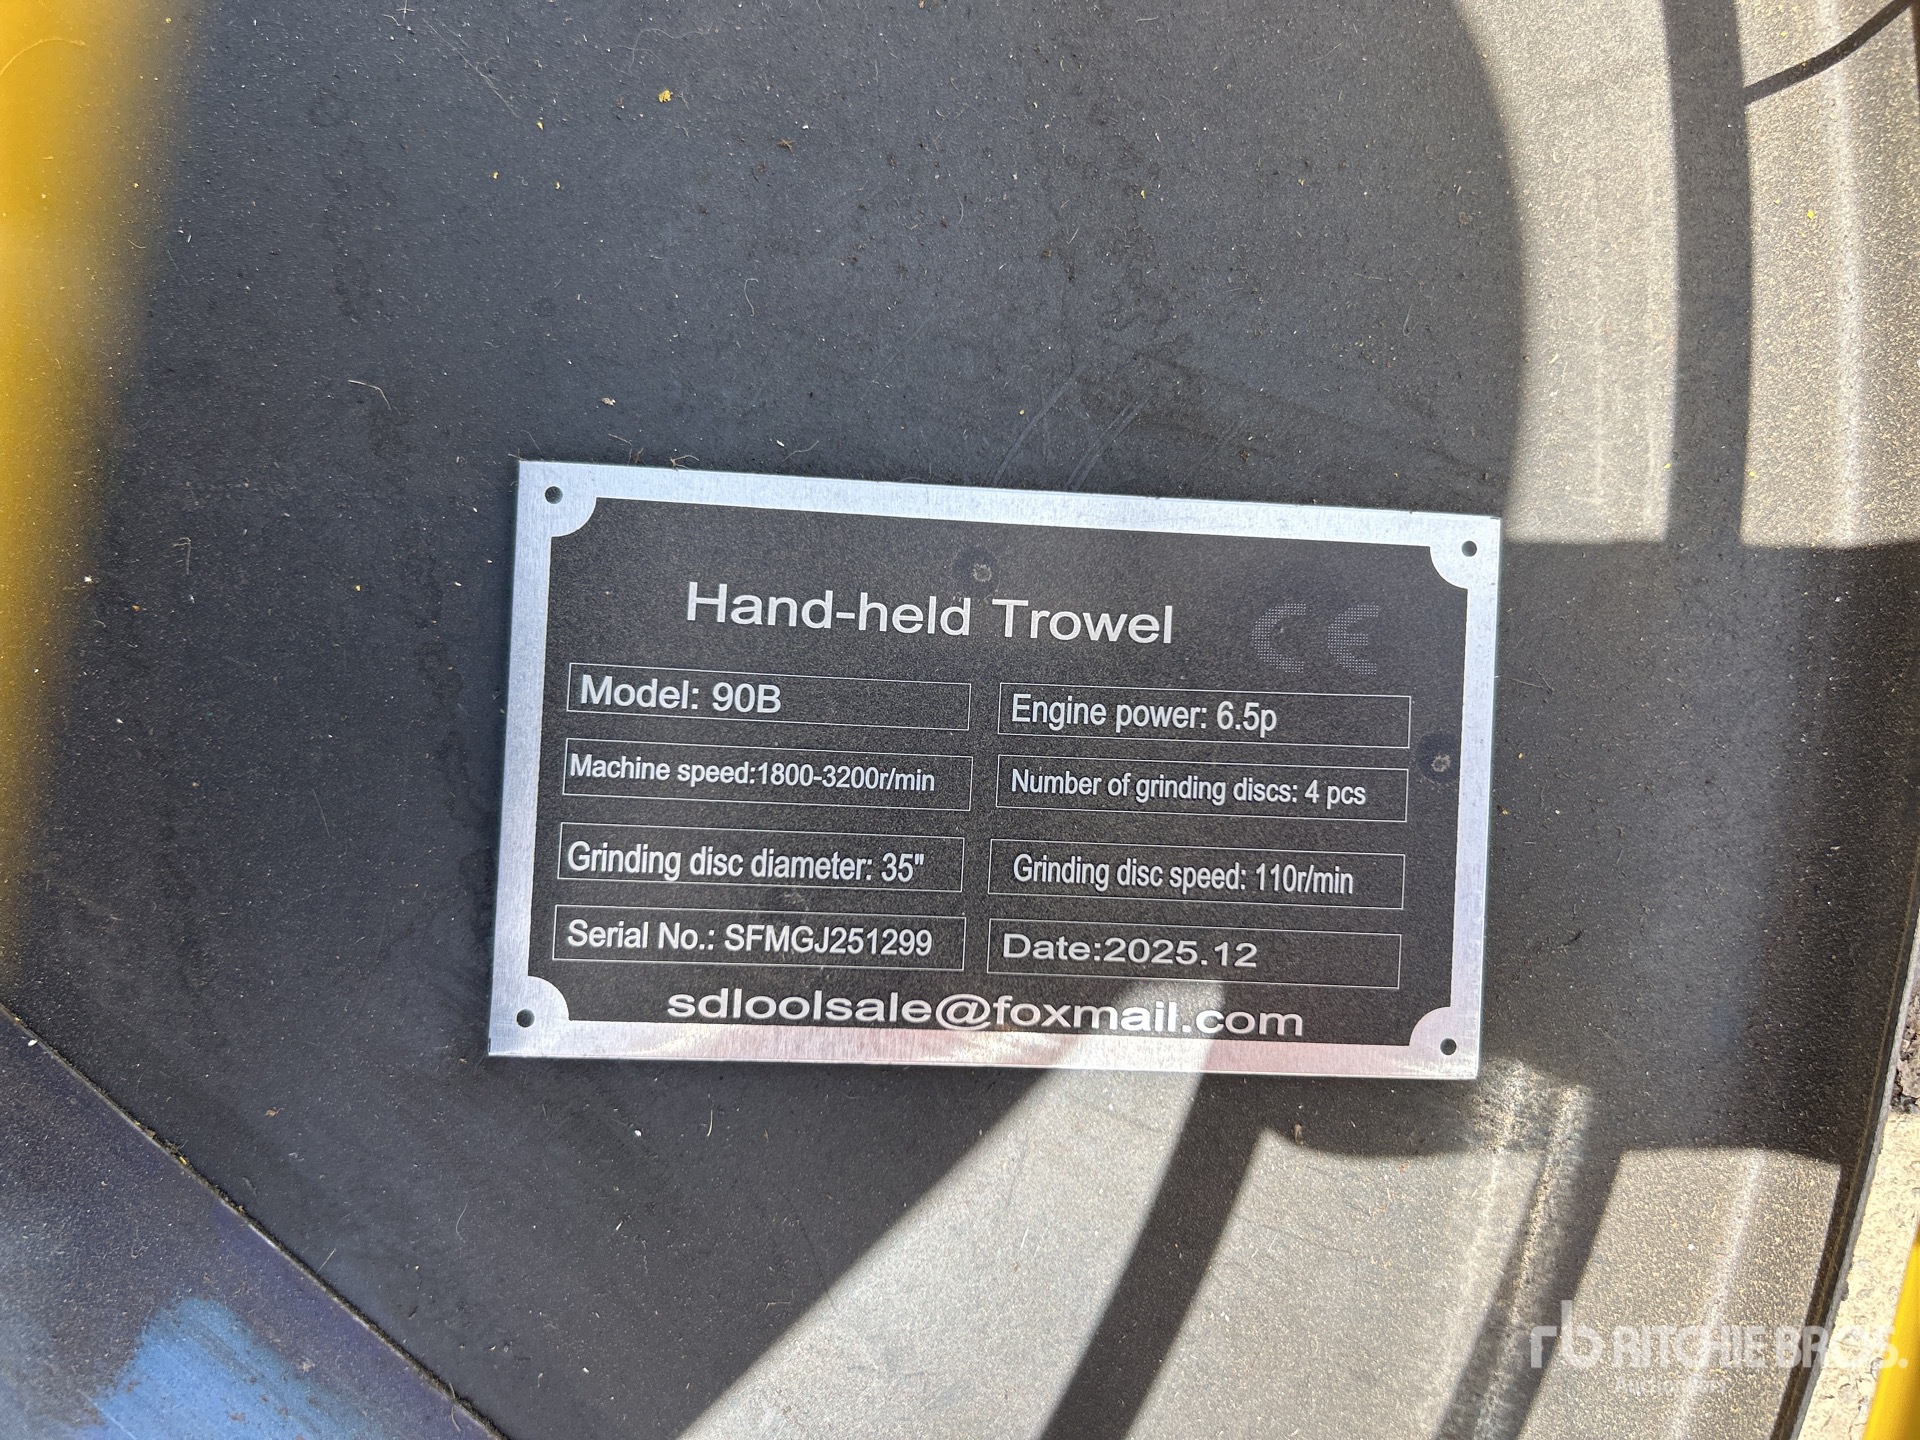 Hand-held Trowel CE
Model: 90B
Engine power: 6.5p
Machine speed:1800-3200r/min
Number of grinding discs: 4 pcs
Grinding disc diameter: 35"
Grinding disc speed: 110r/min
Serial No.: SFMGJ251299
Date:2025.12
sdloolsale@foxmail.com
rb RITCHIE BROS.
Auctioneers